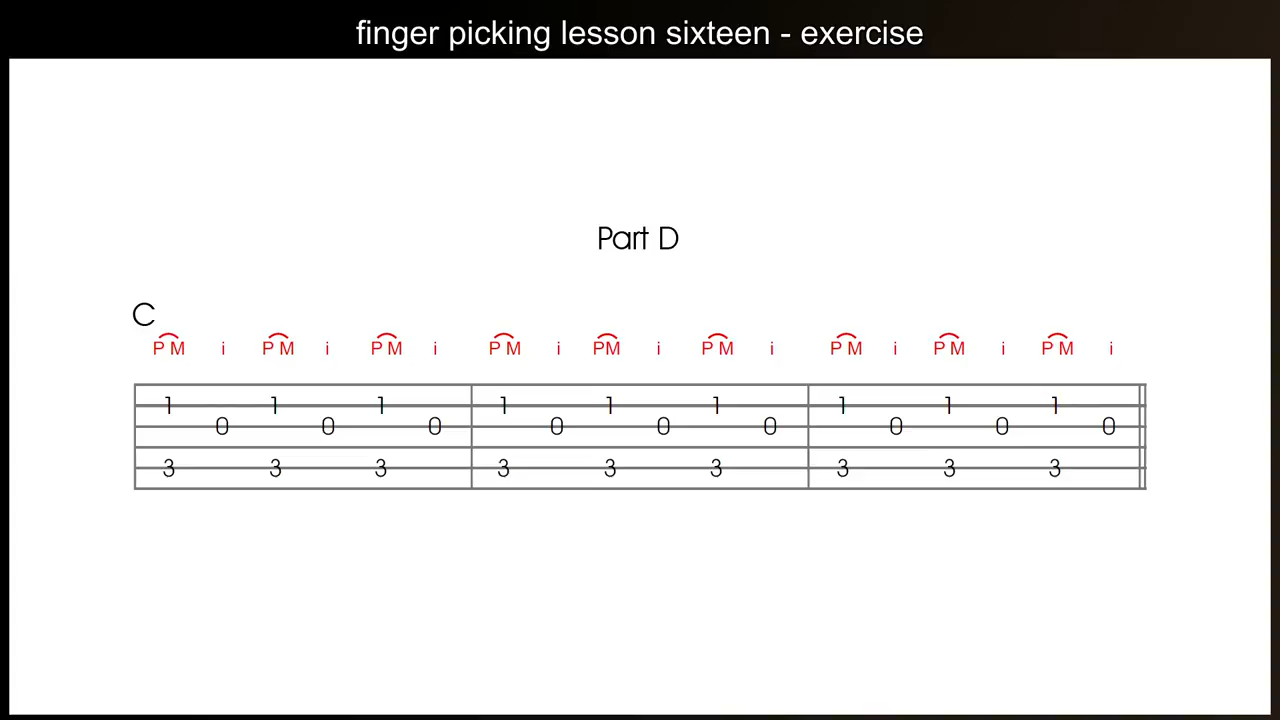 finger picking lesson sixteen - exercise
Part D
C
P M i P M i P M i P M i PM i P M i P M i P M i P M i
1 1 1 1 1 1 1 1 1
0 0 0 0 0 0 0 0 0
3 3 3 3 3 3 3 3 3